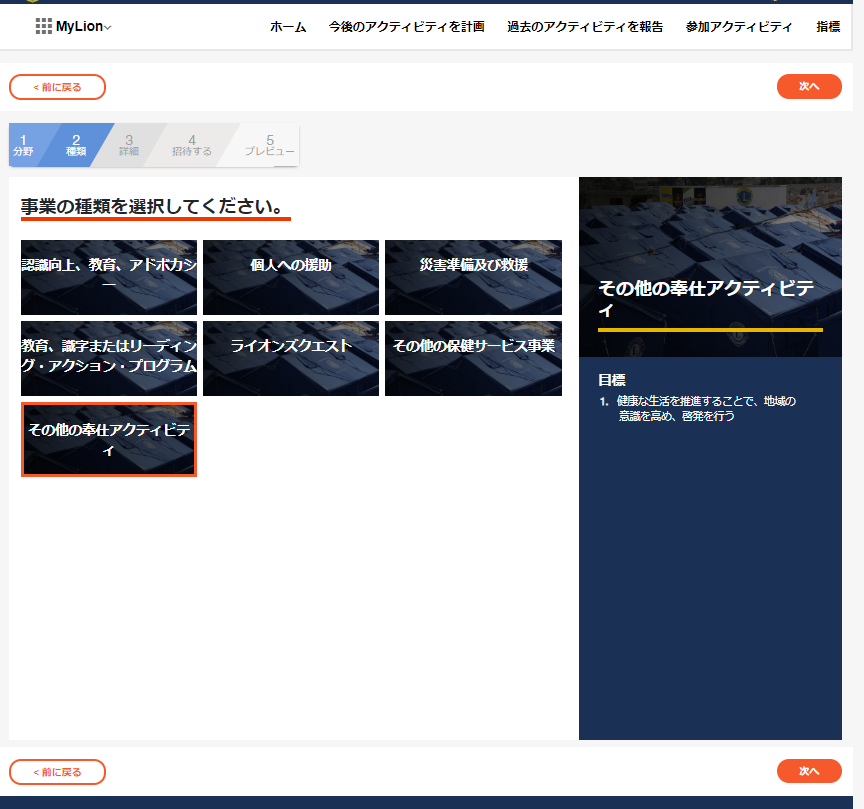 MyLion
ホーム 今後のアクティビティを計画 過去のアクティビティを報告 参加アクティビティ 指標
< 前に戻る
次へ
1 2 3 4 5
分野 種類 詳細 招待する プレビュー
事業の種類を選択してください。
認識向上、教育、アドボカシ
ー
個人への援助
災害準備及び救援
教育、識字またはリーディン
グ・アクション・プログラム
ライオンズクエスト
その他の保健サービス事業
その他の奉仕アクティビテ
ィ
その他の奉仕アクティビテ
ィ
目標
1. 健康な生活を推進することで、地域の
意識を高め、啓発を行う
< 前に戻る
次へ